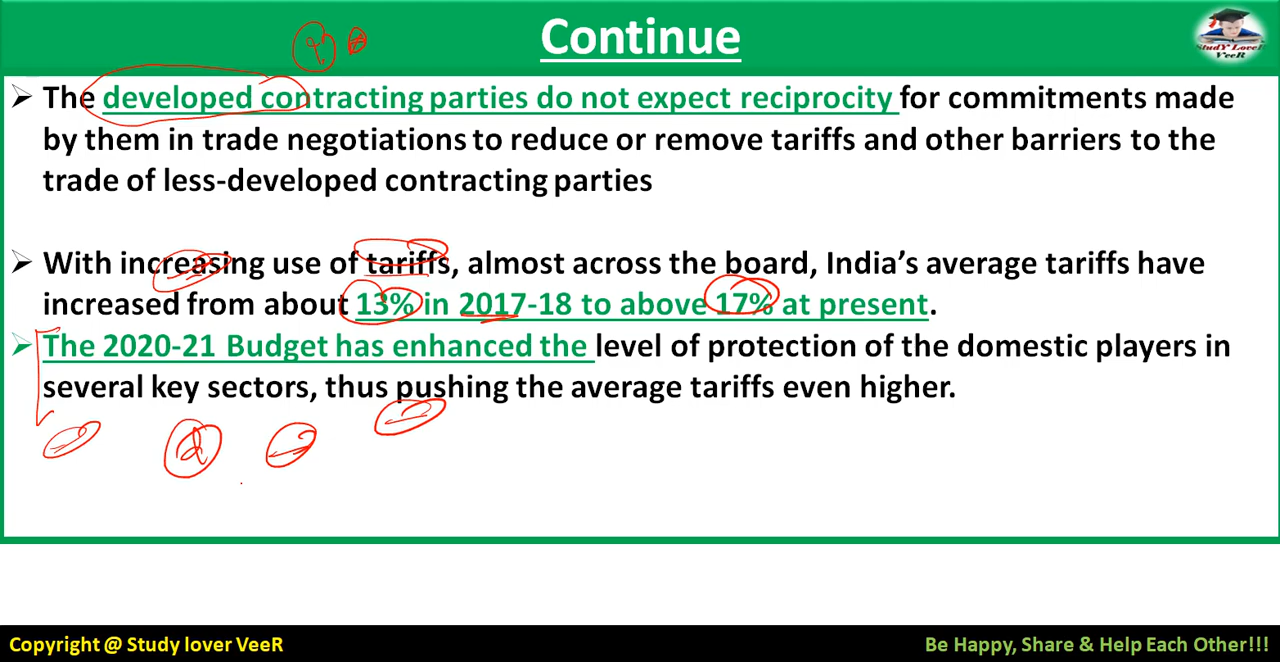 Continue
StudY LoveR
VeeR
➢ The developed contracting parties do not expect reciprocity for commitments made
by them in trade negotiations to reduce or remove tariffs and other barriers to the
trade of less-developed contracting parties
➢ With increasing use of tariffs, almost across the board, India’s average tariffs have
increased from about 13% in 2017-18 to above 17% at present.
➢ The 2020-21 Budget has enhanced the level of protection of the domestic players in
several key sectors, thus pushing the average tariffs even higher.
Copyright @ Study lover VeeR
Be Happy, Share & Help Each Other!!!